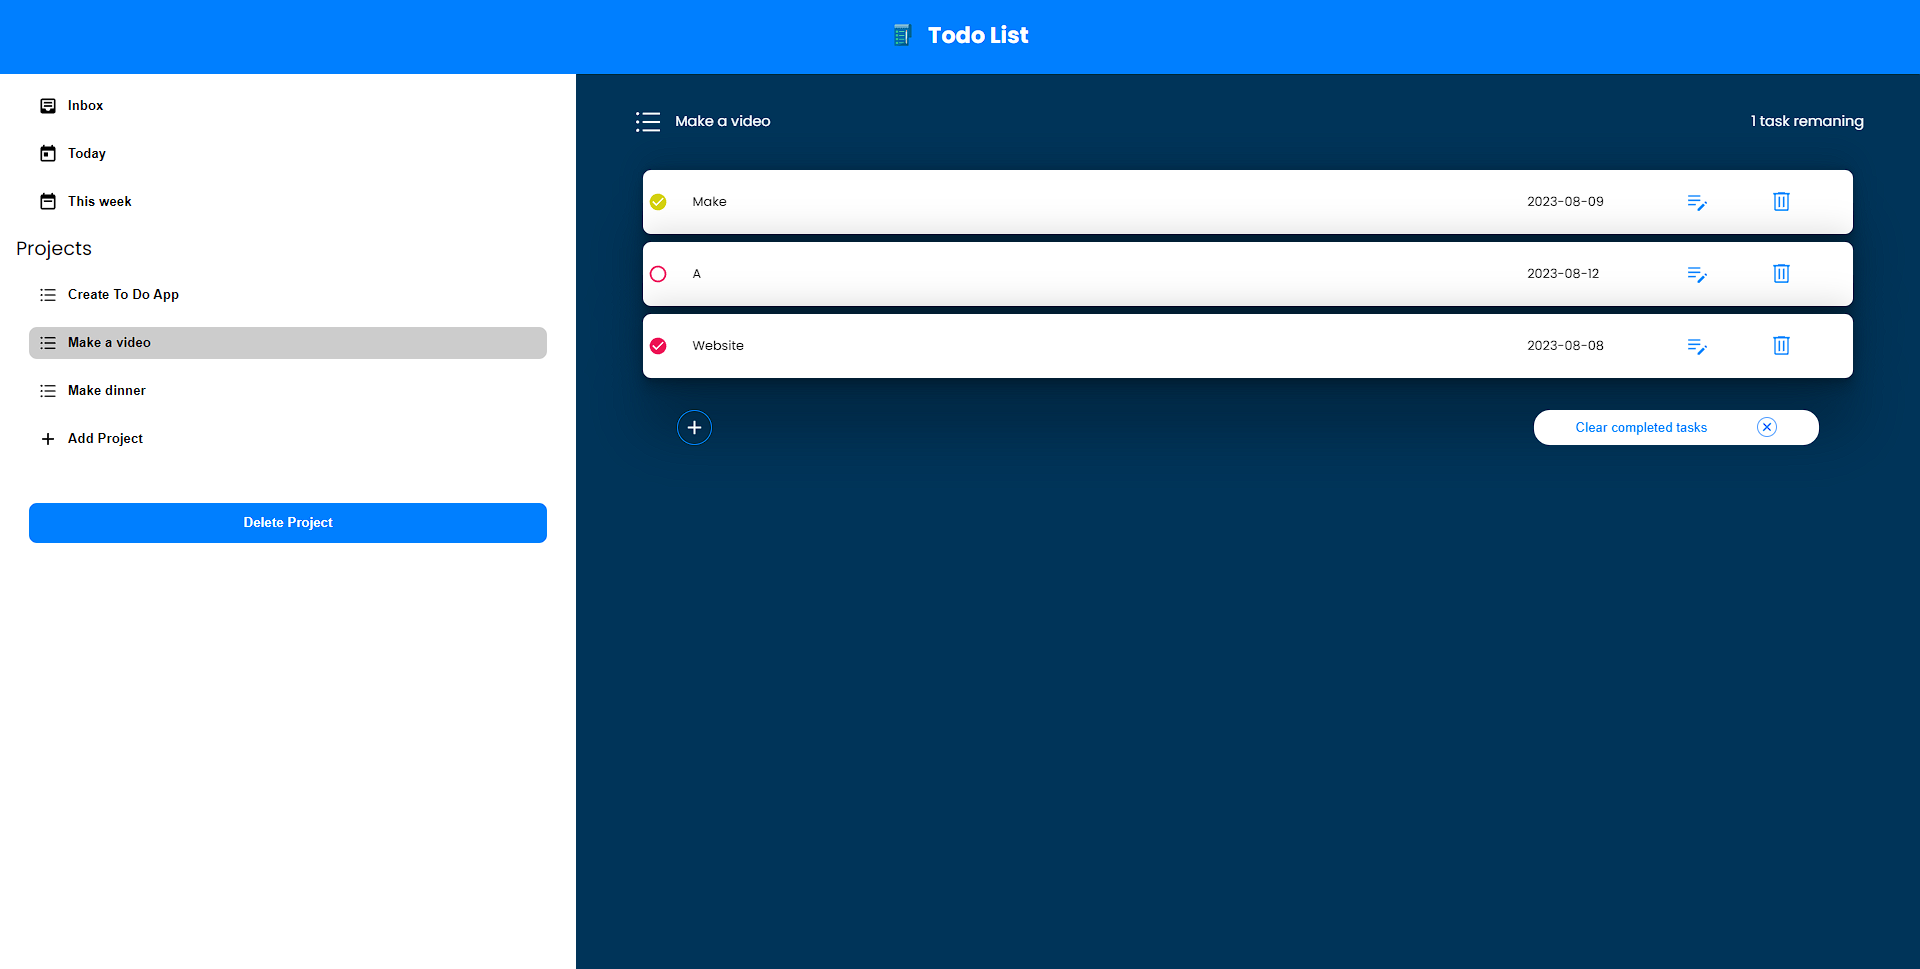 Todo List
Inbox
Today
This week
Projects
Create To Do App
Make a video
Make dinner
Add Project
Delete Project
Make a video
1 task remaning
Make 2023-08-09
A 2023-08-12
Website 2023-08-08
Clear completed tasks